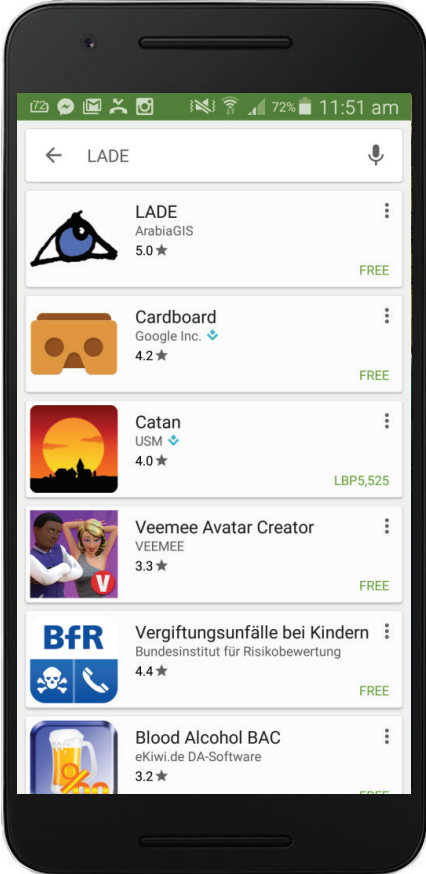 72 72% 11:51 am
LADE
LADE
ArabiaGIS
5.0
FREE
Cardboard
Google Inc.
4.2
FREE
Catan
USM
4.0
LBP5,525
Veemee Avatar Creator
VEEMEE
3.3
V
FREE
BfR
Vergiftungsunfälle bei Kindern
Bundesinstitut für Risikobewertung
4.4
FREE
Blood Alcohol BAC
eKiwi.de DA-Software
3.2
FREE